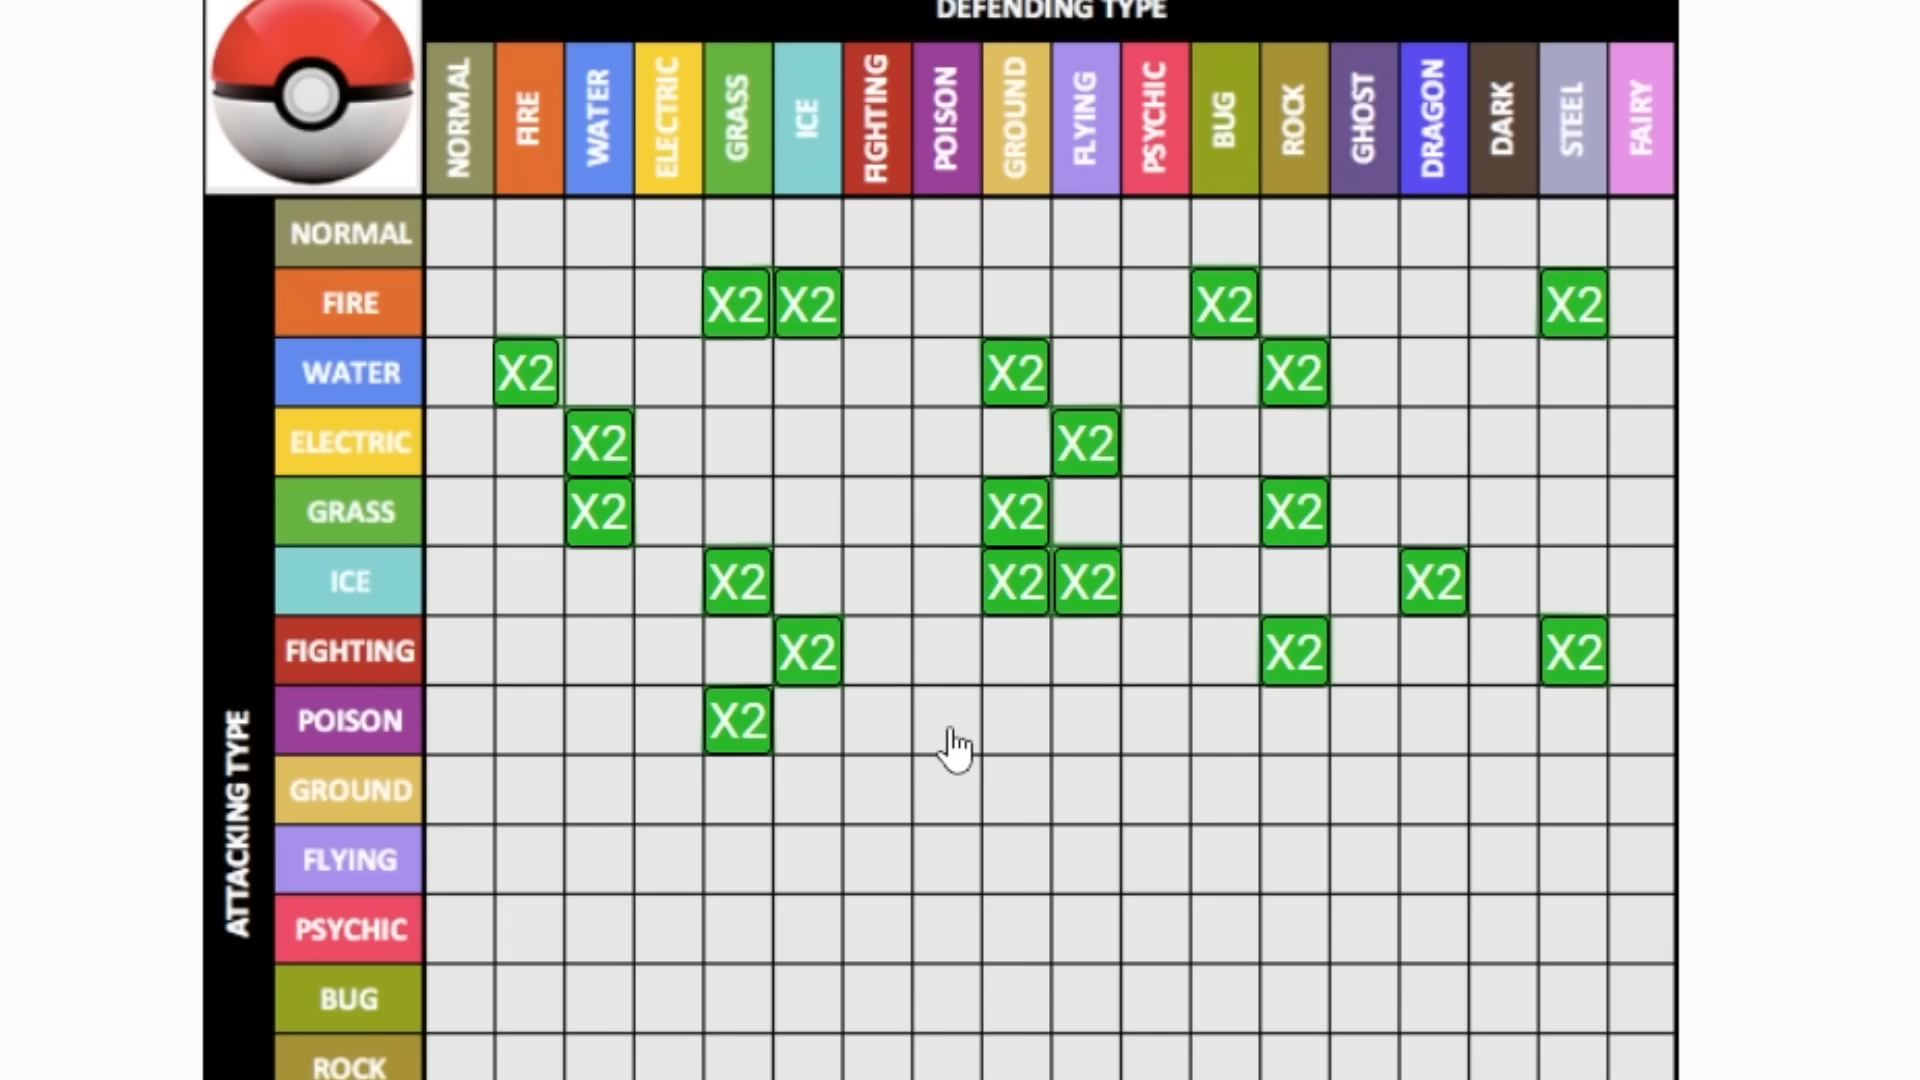 DEFENDING TYPE
NORMAL FIRE WATER ELECTRIC GRASS ICE FIGHTING POISON GROUND FLYING PSYCHIC BUG ROCK GHOST DRAGON DARK STEEL FAIRY
ATTACKING TYPE
NORMAL
FIRE X2 X2 X2 X2
WATER X2 X2 X2
ELECTRIC X2 X2
GRASS X2 X2 X2
ICE X2 X2 X2 X2
FIGHTING X2 X2 X2
POISON X2
GROUND
FLYING
PSYCHIC
BUG
ROCK